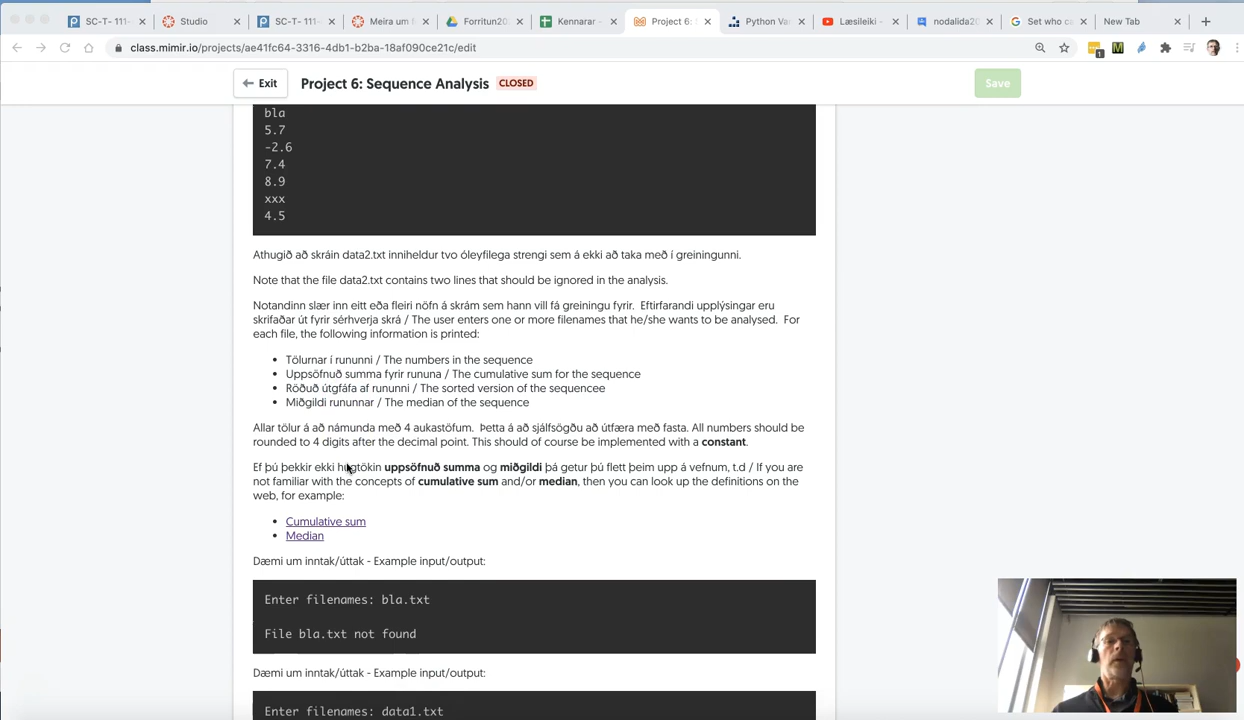 SC-T- 111-
Studio
SC-T- 111-
Meira um f
Forritun20
Kennarar -
Project 6:
Python Va
Læsileiki -
nodalida20
Set who ca
New Tab
class.mimir.io/projects/ae41fc64-3316-4db1-b2ba-18af090ce21c/edit
Exit
Project 6: Sequence Analysis
CLOSED
Save
bla
5.7
-2.6
7.4
8.9
xxx
4.5
Athugið að skráin data2.txt inniheldur tvo óleyfilega strengi sem á ekki að taka með í greiningunni.
Note that the file data2.txt contains two lines that should be ignored in the analysis.
Notandinn slær inn eitt eða fleiri nöfn á skrám sem hann vill fá greiningu fyrir. Eftirfarandi upplýsingar eru
skrifaðar út fyrir sérhverja skrá / The user enters one or more filenames that he/she wants to be analysed. For
each file, the following information is printed:
• Tölurnar í rununni / The numbers in the sequence
• Uppsöfnuð summa fyrir rununa / The cumulative sum for the sequence
• Röðuð útgfáfa af rununni / The sorted version of the sequencee
• Miðgildi rununnar / The median of the sequence
Allar tölur á að námunda með 4 aukastöfum. Þetta á að sjálfsögðu að útfæra með fasta. All numbers should be
rounded to 4 digits after the decimal point. This should of course be implemented with a constant.
Ef þú þekkir ekki hugtökin uppsöfnuð summa og miðgildi þá getur þú flett þeim upp á vefnum, t.d / If you are
not familiar with the concepts of cumulative sum and/or median, then you can look up the definitions on the
web, for example:
• Cumulative sum
• Median
Dæmi um inntak/úttak - Example input/output:
Enter filenames: bla.txt
File bla.txt not found
Dæmi um inntak/úttak - Example input/output:
Enter filenames: data1.txt